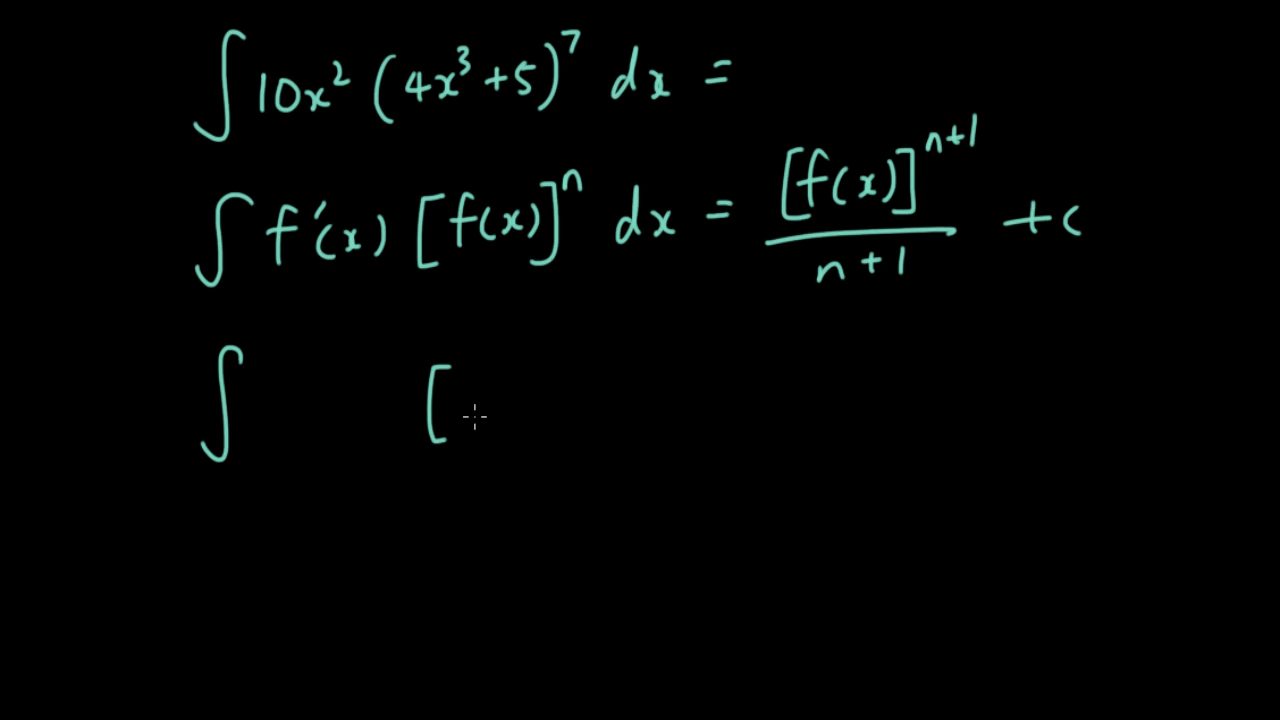 ∫ 10x² (4x³+5)⁷ dx =
∫ f'(x) [f(x)]ⁿ dx = [f(x)]ⁿ⁺¹ / n+1 + c
∫ [